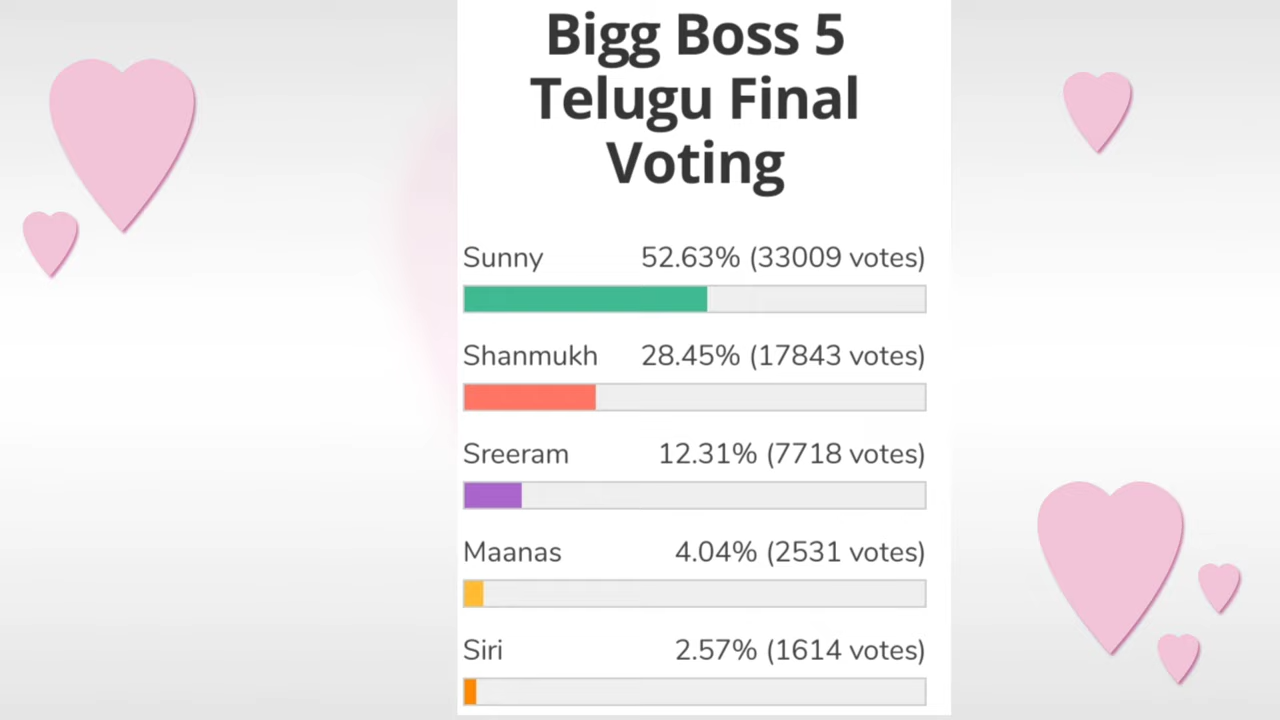 Bigg Boss 5
Telugu Final
Voting
Sunny 52.63% (33009 votes)
Shanmukh 28.45% (17843 votes)
Sreeram 12.31% (7718 votes)
Maanas 4.04% (2531 votes)
Siri 2.57% (1614 votes)